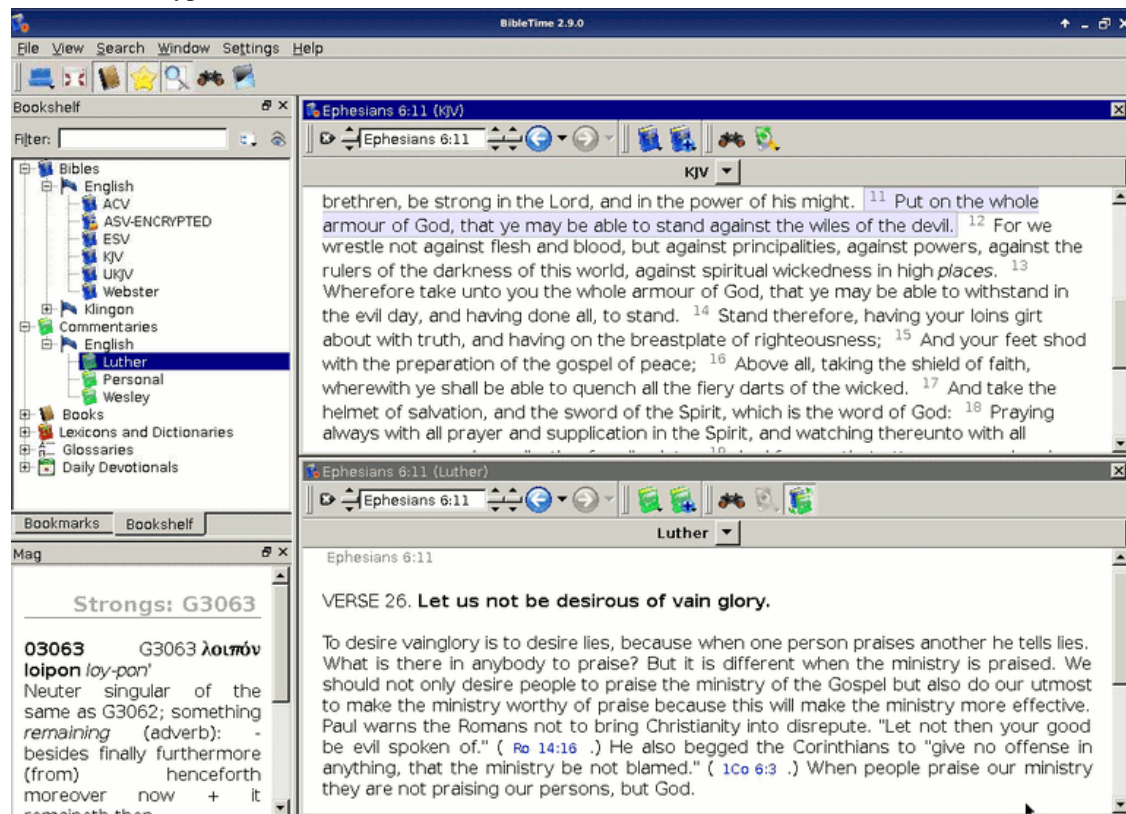 BibleTime 2.9.0
File View Search Window Settings Help
Bookshelf
Filter:
Bibles
English
ACV
ASV-ENCRYPTED
ESV
KJV
UKJV
Webster
Klingon
Commentaries
English
Luther
Personal
Wesley
Books
Lexicons and Dictionaries
Glossaries
Daily Devotionals
Bookmarks Bookshelf
Mag
Strongs: G3063
03063 G3063 λοιπόν
loipon loy-pon'
Neuter singular of the
same as G3062; something
remaining (adverb): -
besides finally furthermore
(from) henceforth
moreover now + it
remaineth then
Ephesians 6:11 (KJV)
Ephesians 6:11
KJV
brethren, be strong in the Lord, and in the power of his might. 11 Put on the whole
armour of God, that ye may be able to stand against the wiles of the devil. 12 For we
wrestle not against flesh and blood, but against principalities, against powers, against the
rulers of the darkness of this world, against spiritual wickedness in high places. 13
Wherefore take unto you the whole armour of God, that ye may be able to withstand in
the evil day, and having done all, to stand. 14 Stand therefore, having your loins girt
about with truth, and having on the breastplate of righteousness; 15 And your feet shod
with the preparation of the gospel of peace; 16 Above all, taking the shield of faith,
wherewith ye shall be able to quench all the fiery darts of the wicked. 17 And take the
helmet of salvation, and the sword of the Spirit, which is the word of God: 18 Praying
always with all prayer and supplication in the Spirit, and watching thereunto with all
Ephesians 6:11 (Luther)
Ephesians 6:11
Luther
Ephesians 6:11
VERSE 26. Let us not be desirous of vain glory.
To desire vainglory is to desire lies, because when one person praises another he tells lies.
What is there in anybody to praise? But it is different when the ministry is praised. We
should not only desire people to praise the ministry of the Gospel but also do our utmost
to make the ministry worthy of praise because this will make the ministry more effective.
Paul warns the Romans not to bring Christianity into disrepute. "Let not then your good
be evil spoken of." ( Ro 14:16 .) He also begged the Corinthians to "give no offense in
anything, that the ministry be not blamed." ( 1Co 6:3 .) When people praise our ministry
they are not praising our persons, but God.